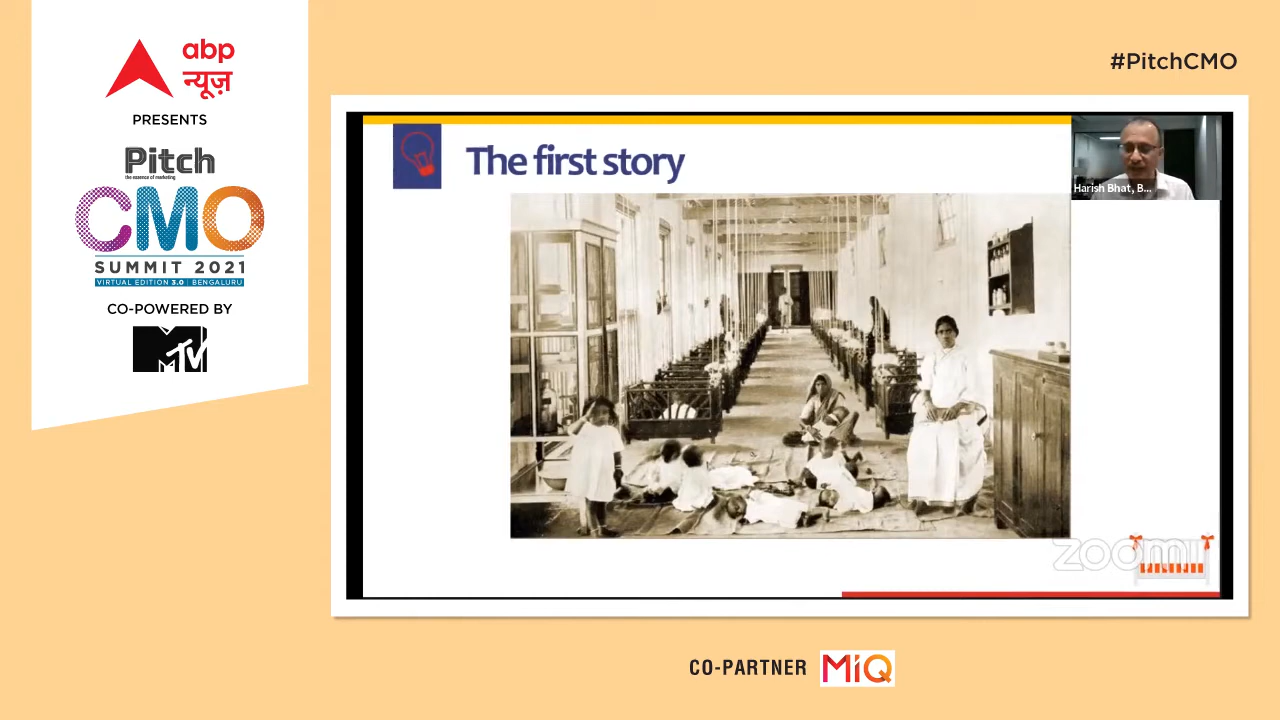 abp
न्यूज़
PRESENTS
Pitch
the essence of marketing
CMO
SUMMIT 2021
VIRTUAL EDITION 3.0 | BENGALURU
CO-POWERED BY
MTV
#PitchCMO
The first story
Harish Bhat, B...
zoom
CO-PARTNER
MiQ